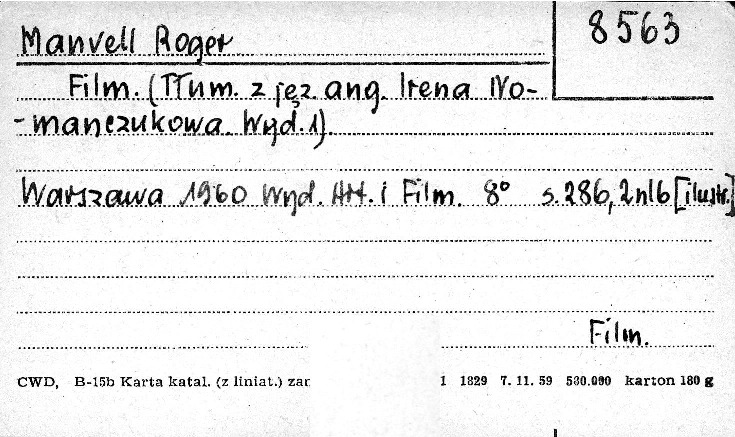 Manvell Roger
8563
Film. (Tłum. z jęz. ang. Irena No-
-manczukowa. Wyd. 1).
Warszawa 1960 Wyd. Art. i Film. 8° s. 286, 2 nlb [ilustr.]
Film.
CWD, B-15b Karta katal. (z liniat.) zar
1 1829 7. 11. 59 530.000 karton 180 g